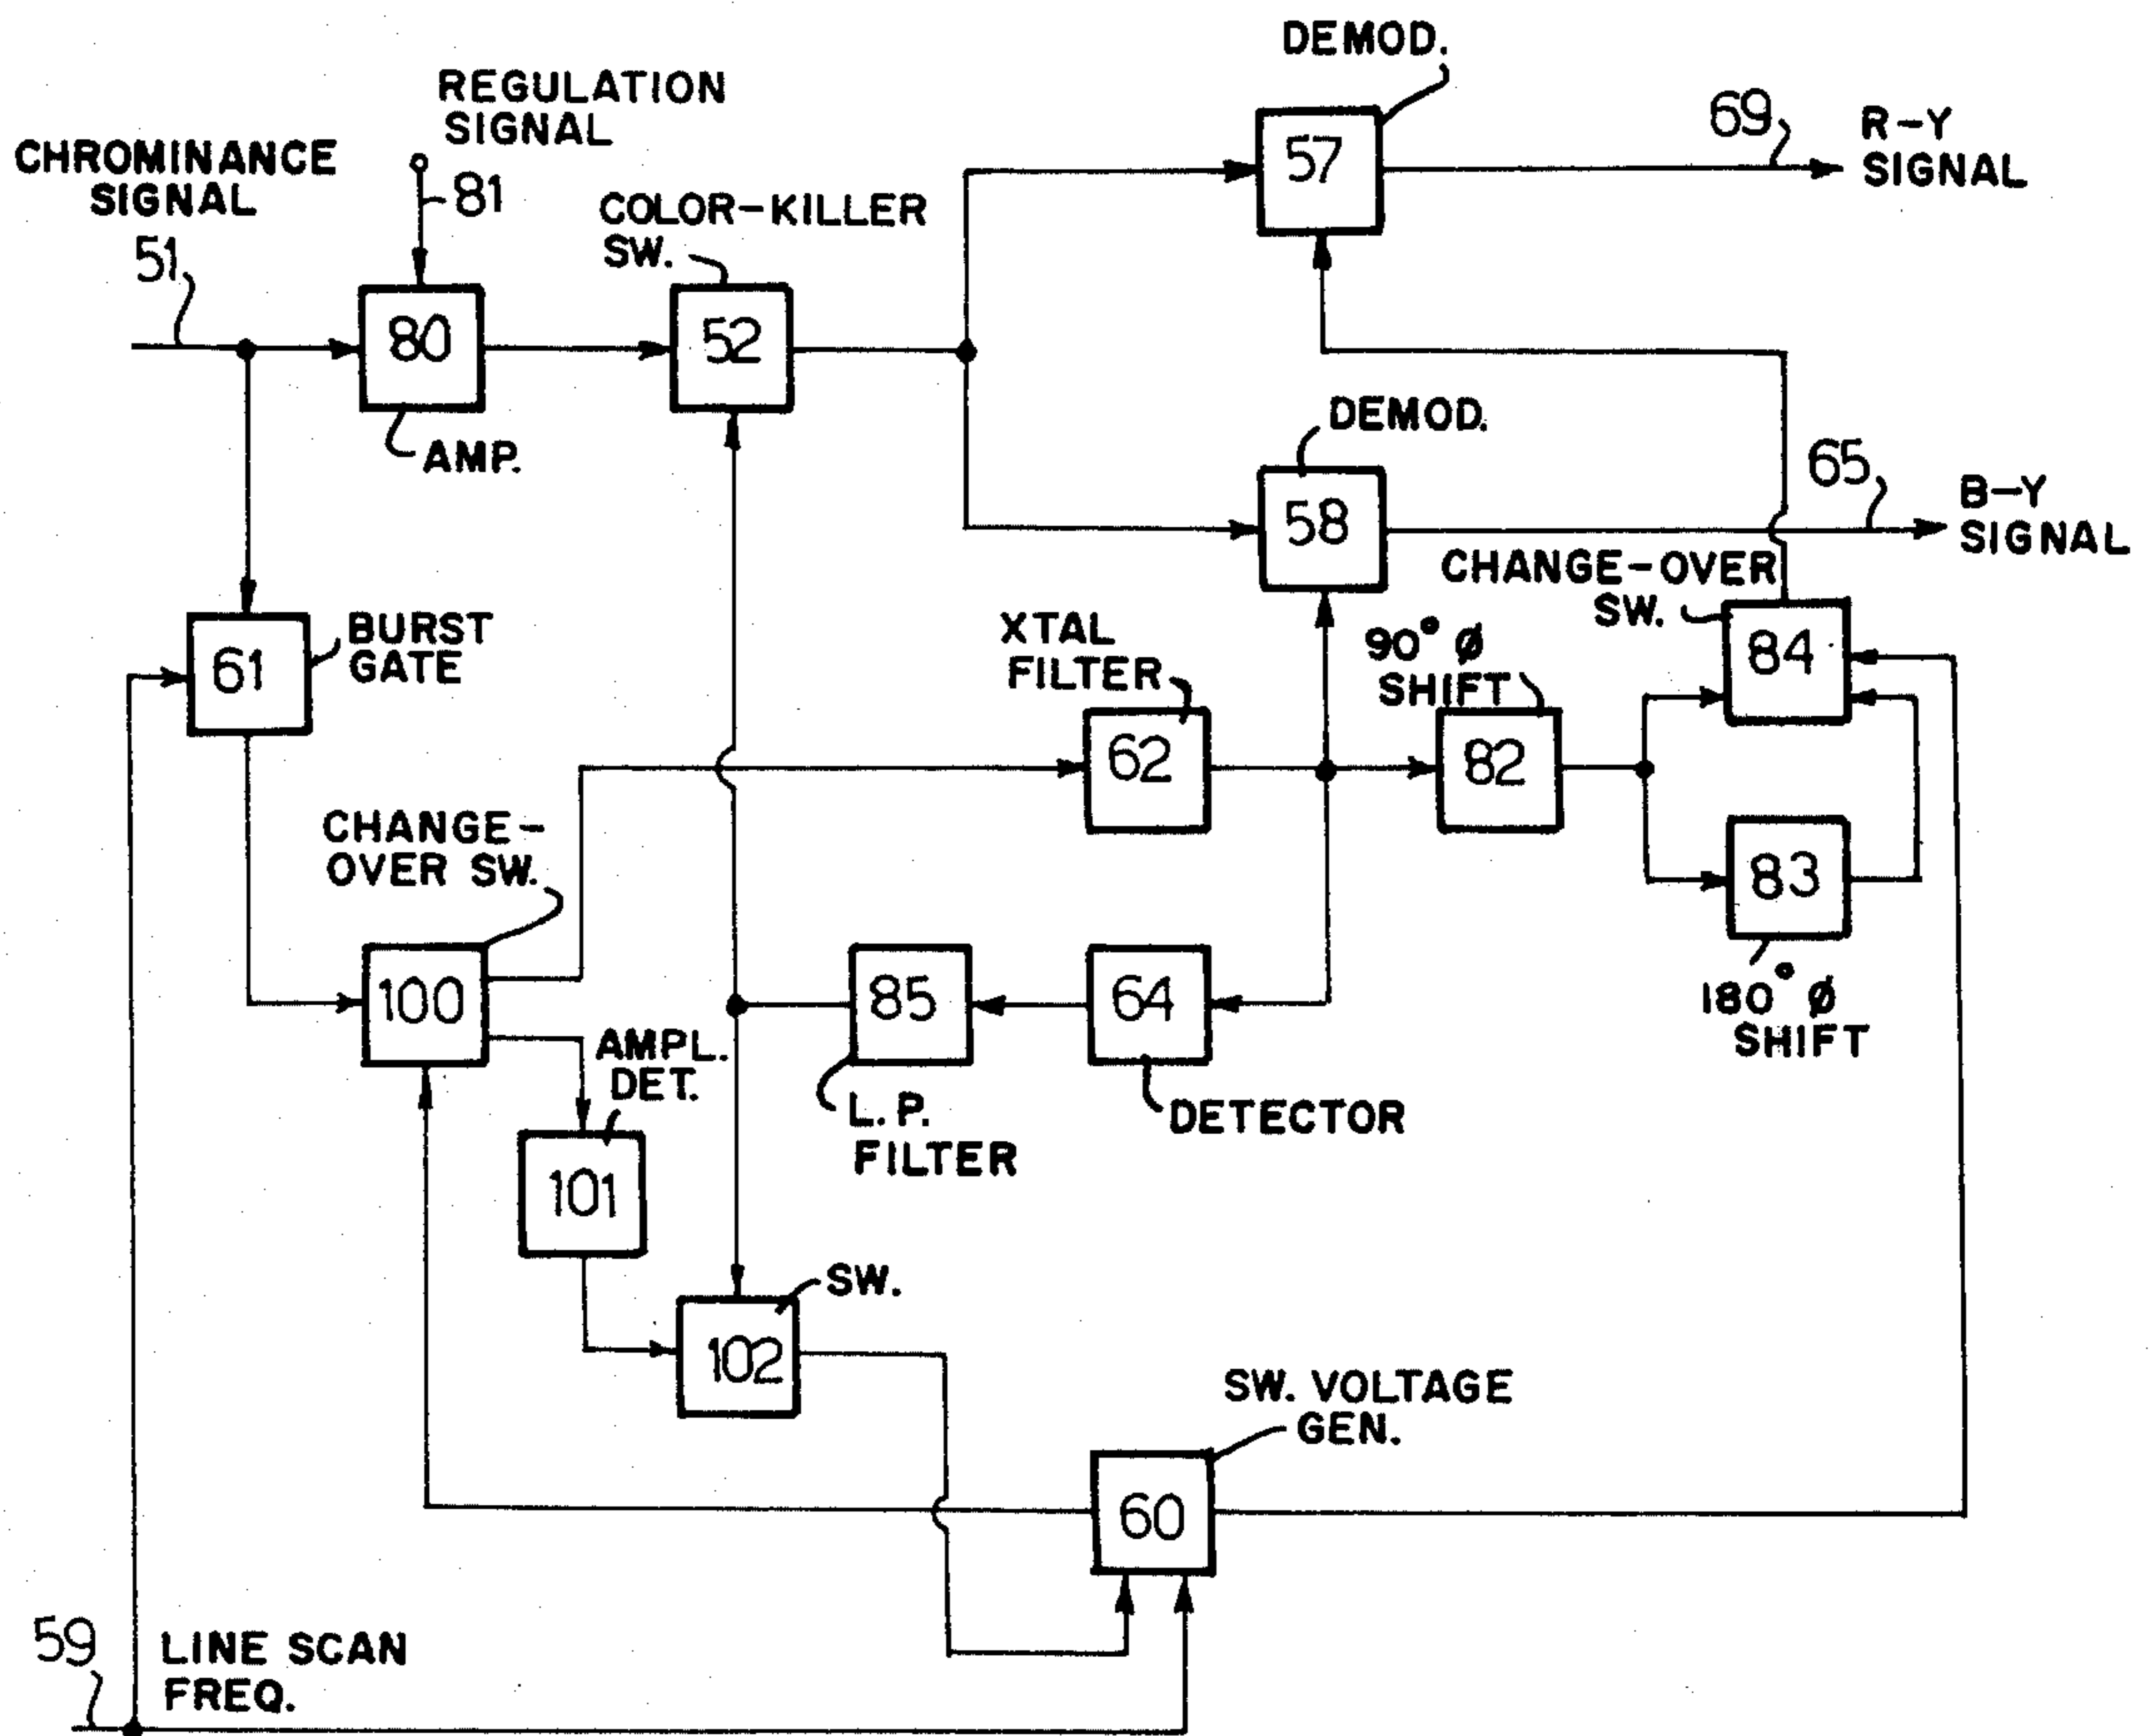 DEMOD.
REGULATION
SIGNAL
69
R-Y
SIGNAL
57
CHROMINANCE
SIGNAL
81
COLOR-KILLER
SW.
51
80
52
AMP.
DEMOD.
65
B-Y
SIGNAL
58
CHANGE-OVER
SW.
BURST
GATE
61
XTAL
FILTER
90° Ø
SHIFT
84
62
82
CHANGE-
OVER SW.
83
180° Ø
SHIFT
100
85
64
AMPL.
DET.
L.P.
FILTER
DETECTOR
101
SW.
102
SW. VOLTAGE
GEN.
60
59
LINE SCAN
FREQ.